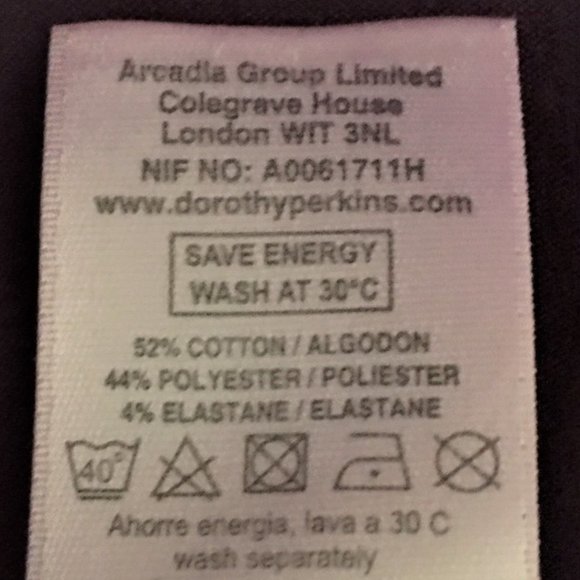 Arcadia Group Limited
Colegrave House
London WIT 3NL
NIF NO: A0061711H
www.dorothyperkins.com
SAVE ENERGY
WASH AT 30°C
52% COTTON / ALGODON
44% POLYESTER / POLIESTER
4% ELASTANE / ELASTANE
40°
Ahorre energia, lava a 30 C
wash separately